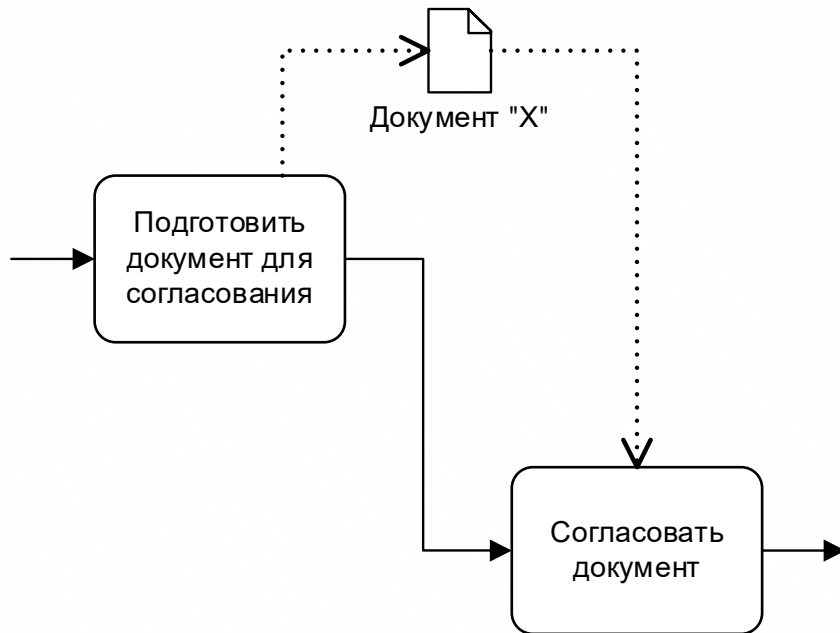 Документ "X"
Подготовить
документ для
согласования
Согласовать
документ